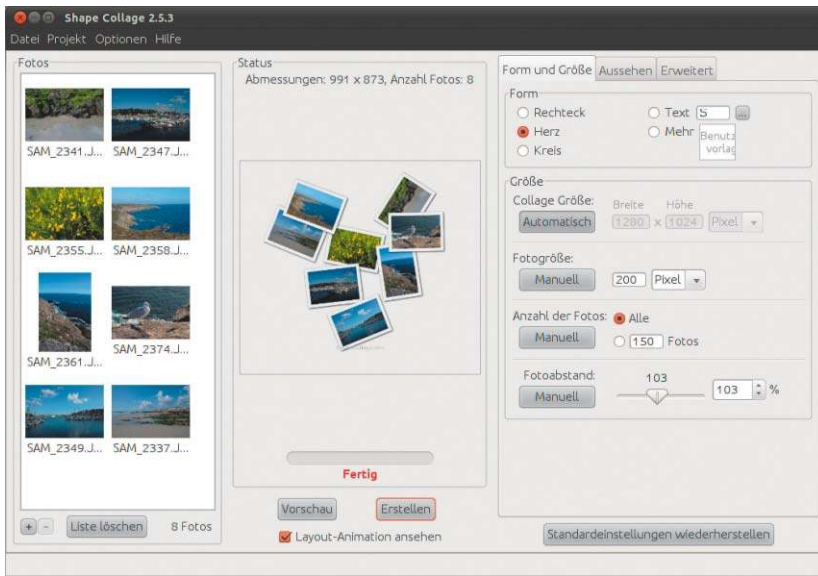 Shape Collage 2.5.3
Datei Projekt Optionen Hilfe
Fotos
SAM_2341.J... SAM_2347.J...
SAM_2355.J... SAM_2358.J...
SAM_2361.J... SAM_2374.J...
SAM_2349.J... SAM_2337.J...
+ - Liste löschen 8 Fotos
Status
Abmessungen: 991 x 873, Anzahl Fotos: 8
Fertig
Vorschau Erstellen
Layout-Animation ansehen
Form und Größe Aussehen Erweitert
Form
Rechteck Text S ...
Herz Mehr Benutz
Kreis vorlag
Größe
Collage Größe: Breite Höhe
Automatisch 1280 x 1024 Pixel
Fotogröße:
Manuell 200 Pixel
Anzahl der Fotos: Alle
Manuell 150 Fotos
Fotoabstand: 103
Manuell 103 %
Standardeinstellungen wiederherstellen